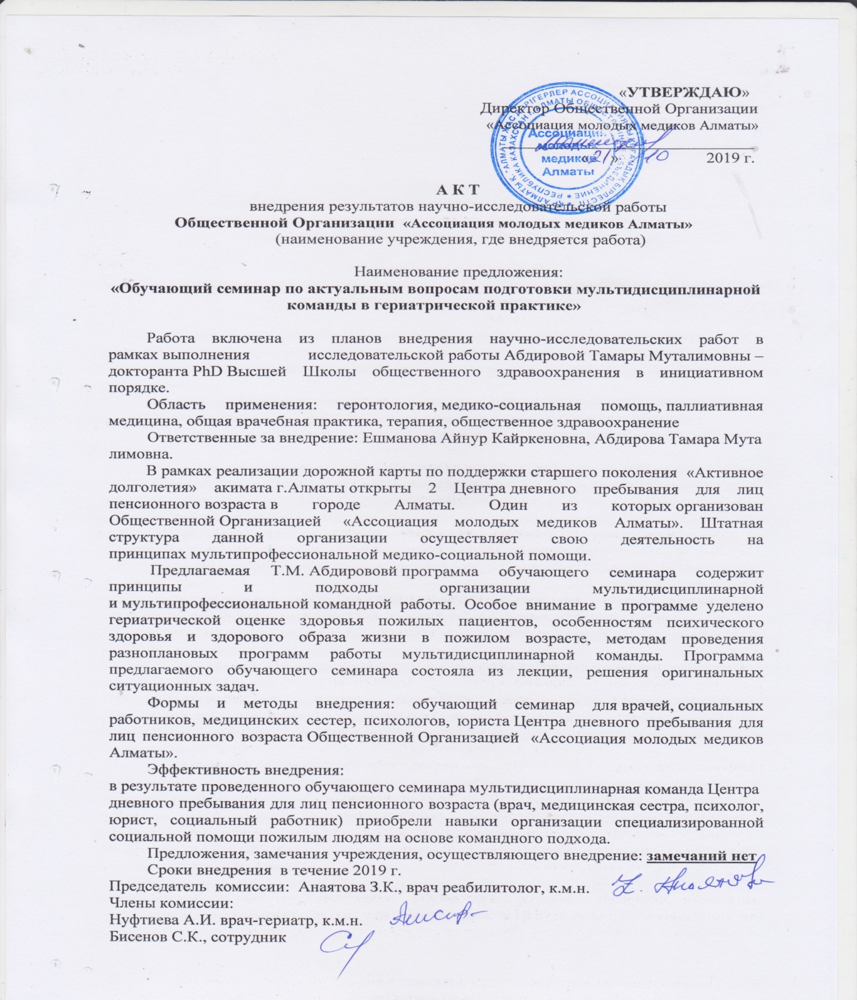 «УТВЕРЖДАЮ»
Директор Общественной Организации
«Ассоциация молодых медиков Алматы»
Ассоциация
молодых
медиков
Алматы
«21» 10 2019 г.
А К Т
внедрения результатов научно-исследовательской работы
Общественной Организации «Ассоциация молодых медиков Алматы»
(наименование учреждения, где внедряется работа)
Наименование предложения:
«Обучающий семинар по актуальным вопросам подготовки мультидисциплинарной
команды в гериатрической практике»
Работа включена из планов внедрения научно-исследовательских работ в
рамках выполнения исследовательской работы Абдировой Тамары Муталимовны –
докторанта PhD Высшей Школы общественного здравоохранения в инициативном
порядке.
Область применения: геронтология, медико-социальная помощь, паллиативная
медицина, общая врачебная практика, терапия, общественное здравоохранение
Ответственные за внедрение: Ешманова Айнур Кайркеновна, Абдирова Тамара Мута
лимовна.
В рамках реализации дорожной карты по поддержки старшего поколения «Активное
долголетия» акимата г.Алматы открыты 2 Центра дневного пребывания для лиц
пенсионного возраста в городе Алматы. Один из которых организован
Общественной Организацией «Ассоциация молодых медиков Алматы». Штатная
структура данной организации осуществляет свою деятельность на
принципах мультипрофессиональной медико-социальной помощи.
Предлагаемая Т.М. Абдирововй программа обучающего семинара содержит
принципы и подходы организации мультидисциплинарной
и мультипрофессиональной командной работы. Особое внимание в программе уделено
гериатрической оценке здоровья пожилых пациентов, особенностям психического
здоровья и здорового образа жизни в пожилом возрасте, методам проведения
разноплановых программ работы мультидисциплинарной команды. Программа
предлагаемого обучающего семинара состояла из лекции, решения оригинальных
ситуационных задач.
Формы и методы внедрения: обучающий семинар для врачей, социальных
работников, медицинских сестер, психологов, юриста Центра дневного пребывания для
лиц пенсионного возраста Общественной Организацией «Ассоциация молодых медиков
Алматы».
Эффективность внедрения:
в результате проведенного обучающего семинара мультидисциплинарная команда Центра
дневного пребывания для лиц пенсионного возраста (врач, медицинская сестра, психолог,
юрист, социальный работник) приобрели навыки организации специализированной
социальной помощи пожилым людям на основе командного подхода.
Предложения, замечания учреждения, осуществляющего внедрение: замечаний нет
Сроки внедрения в течение 2019 г.
Председатель комиссии: Анаятова З.К., врач реабилитолог, к.м.н.
Члены комиссии:
Нуфтиева А.И. врач-гериатр, к.м.н.
Бисенов С.К., сотрудник